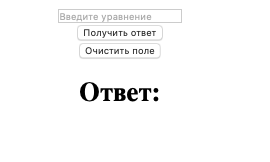 Введите уравнение
Получить ответ
Очистить поле
Ответ: